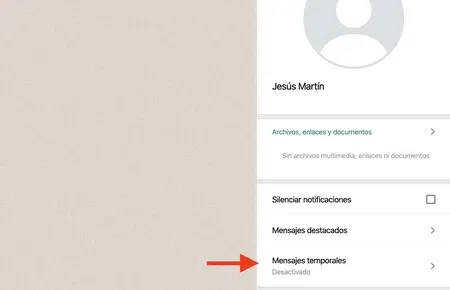 Jesús Martín
Archivos, enlaces y documentos
Sin archivos multimedia, enlaces ni documentos
Silenciar notificaciones
Mensajes destacados
Mensajes temporales
Desactivado